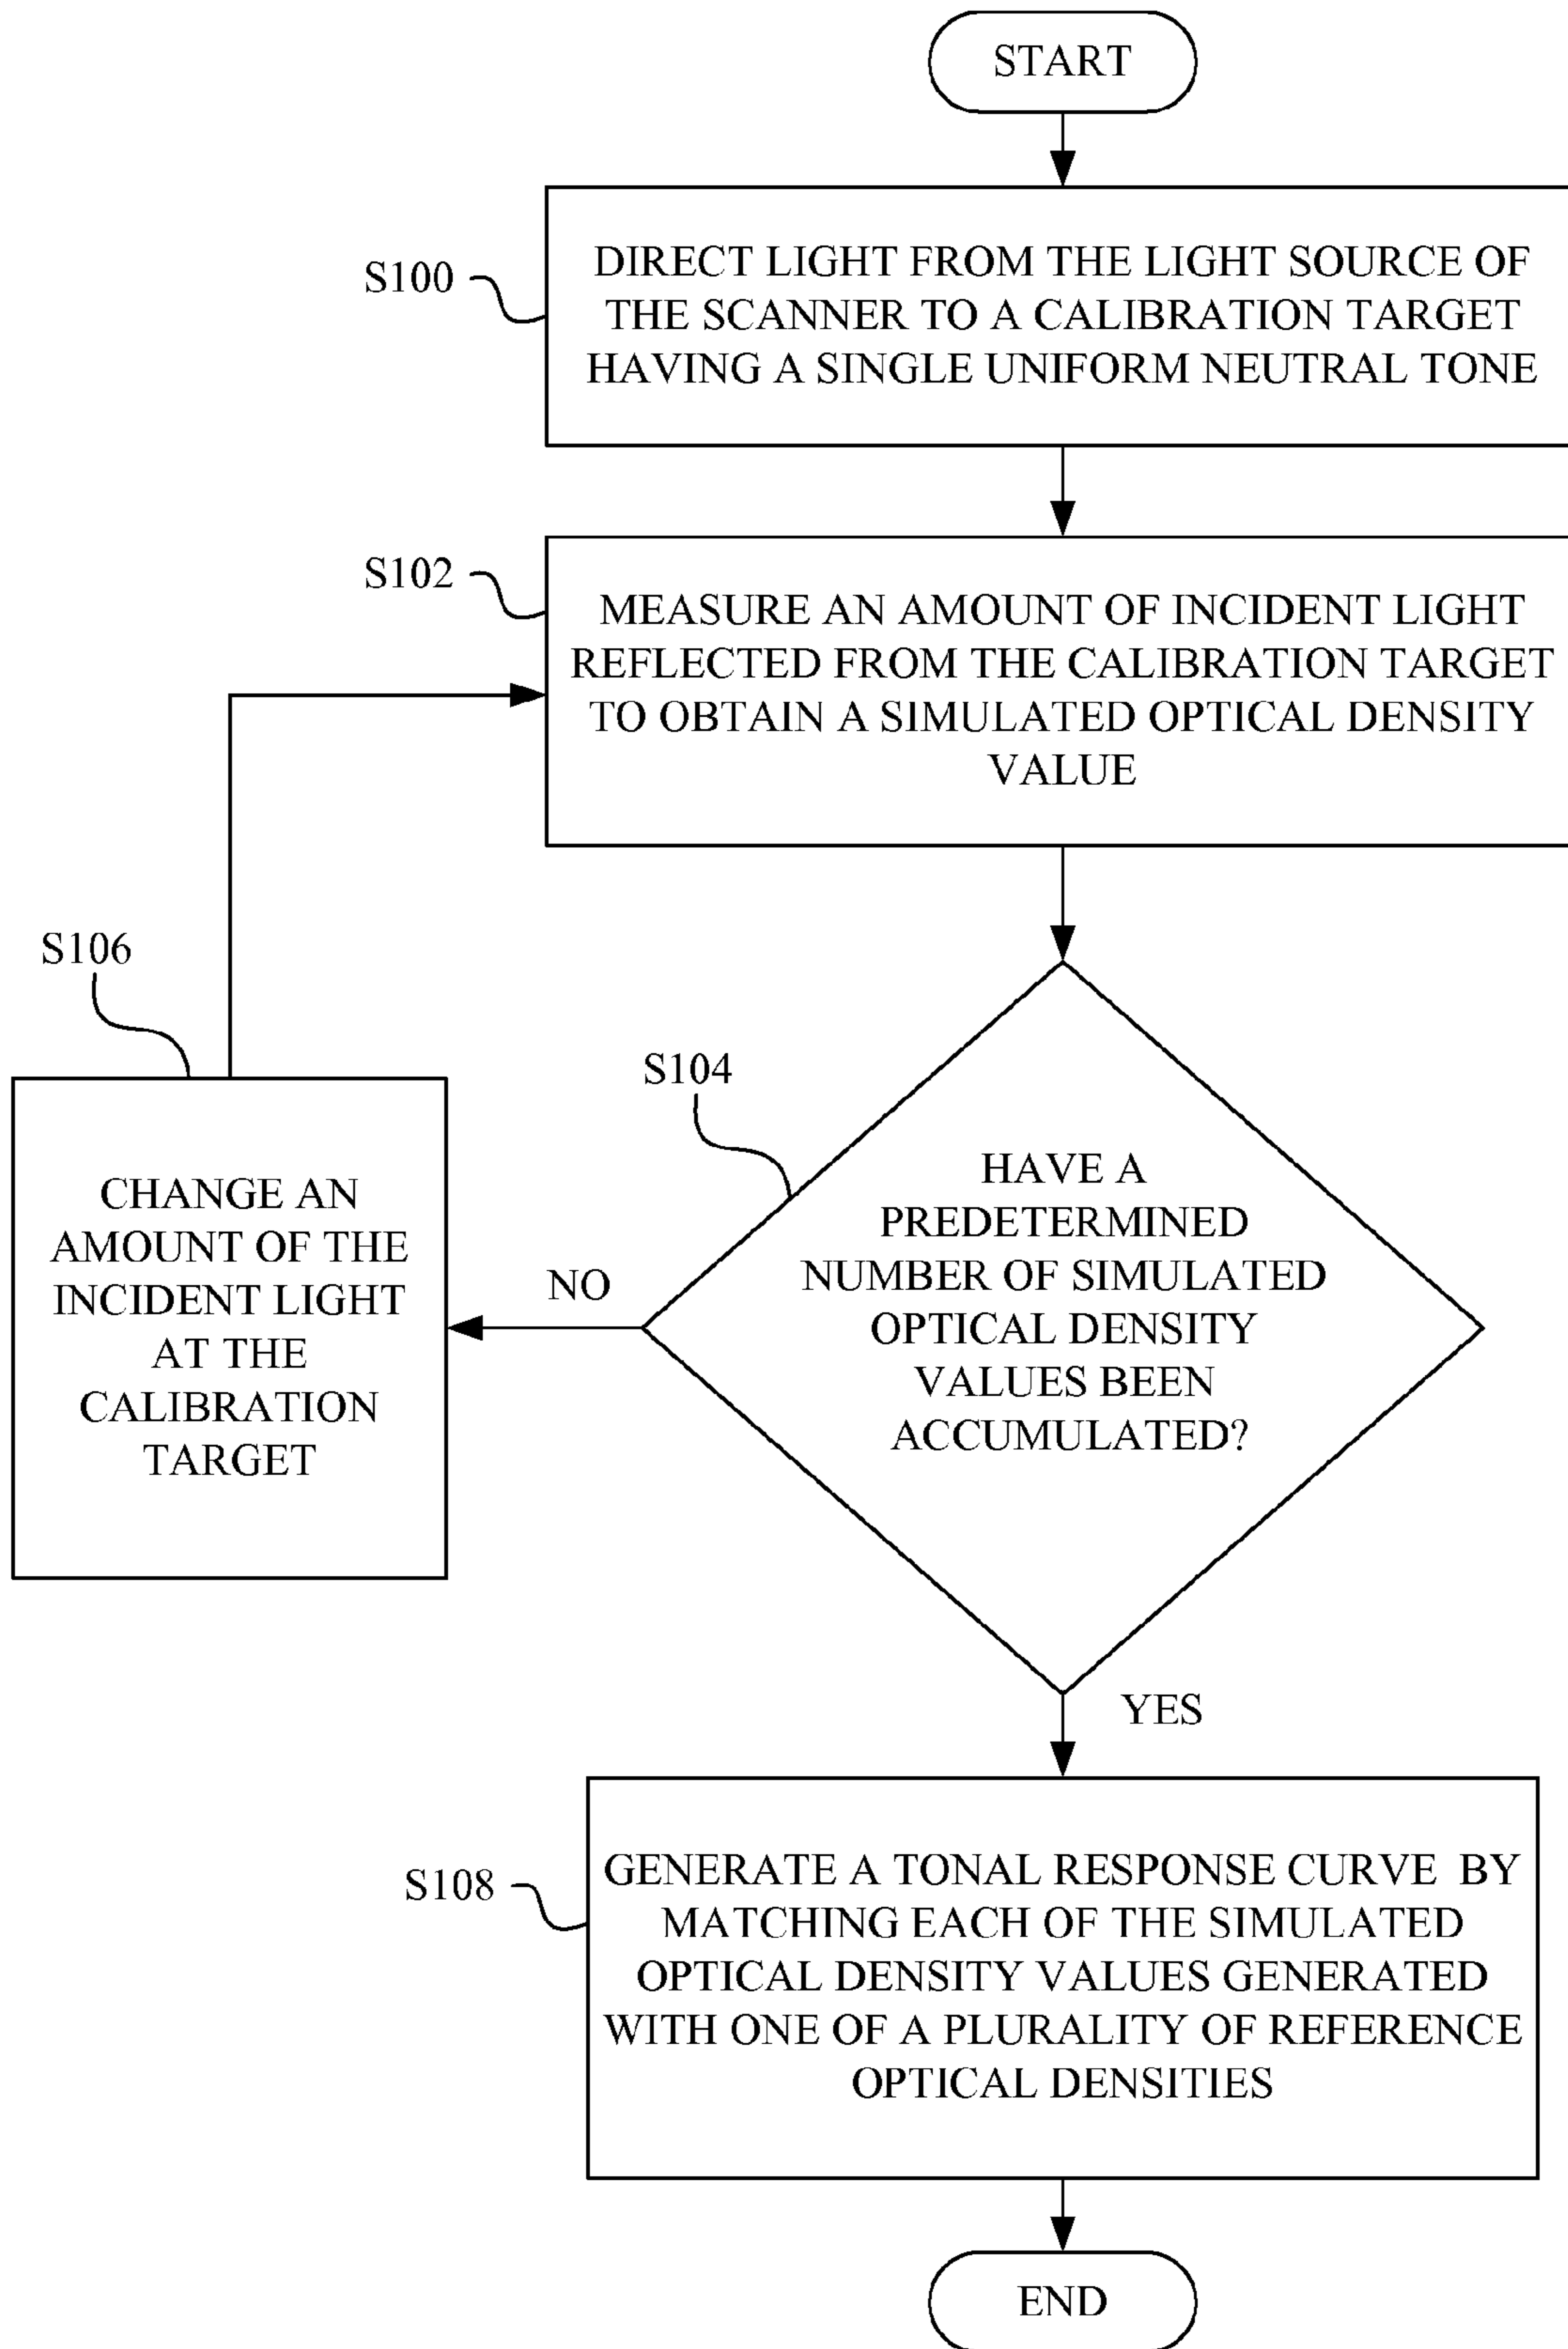 START
S100
DIRECT LIGHT FROM THE LIGHT SOURCE OF
THE SCANNER TO A CALIBRATION TARGET
HAVING A SINGLE UNIFORM NEUTRAL TONE
S102
MEASURE AN AMOUNT OF INCIDENT LIGHT
REFLECTED FROM THE CALIBRATION TARGET
TO OBTAIN A SIMULATED OPTICAL DENSITY
VALUE
S104
HAVE A
PREDETERMINED
NUMBER OF SIMULATED
OPTICAL DENSITY
VALUES BEEN
ACCUMULATED?
NO
S106
CHANGE AN
AMOUNT OF THE
INCIDENT LIGHT
AT THE
CALIBRATION
TARGET
YES
S108
GENERATE A TONAL RESPONSE CURVE BY
MATCHING EACH OF THE SIMULATED
OPTICAL DENSITY VALUES GENERATED
WITH ONE OF A PLURALITY OF REFERENCE
OPTICAL DENSITIES
END